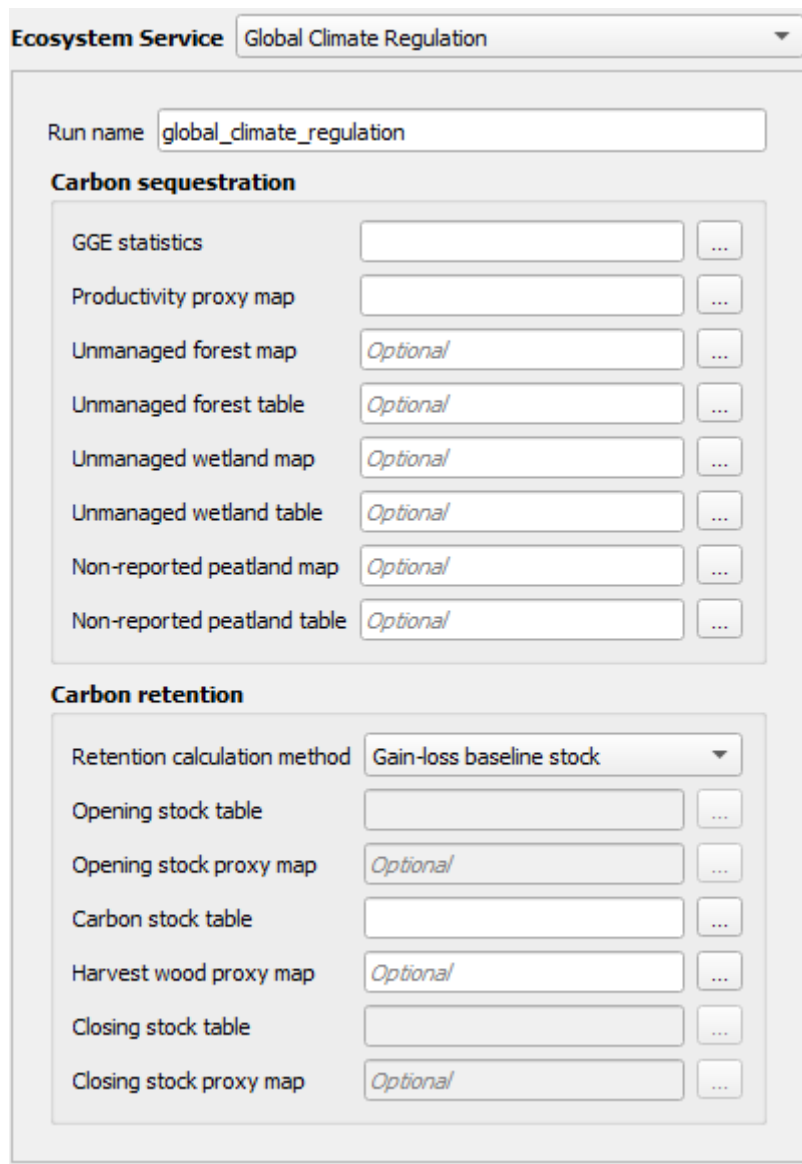 Ecosystem Service Global Climate Regulation
Run name global_climate_regulation
Carbon sequestration
GGE statistics ...
Productivity proxy map ...
Unmanaged forest map Optional ...
Unmanaged forest table Optional ...
Unmanaged wetland map Optional ...
Unmanaged wetland table Optional ...
Non-reported peatland map Optional ...
Non-reported peatland table Optional ...
Carbon retention
Retention calculation method Gain-loss baseline stock
Opening stock table ...
Opening stock proxy map Optional ...
Carbon stock table ...
Harvest wood proxy map Optional ...
Closing stock table ...
Closing stock proxy map Optional ...